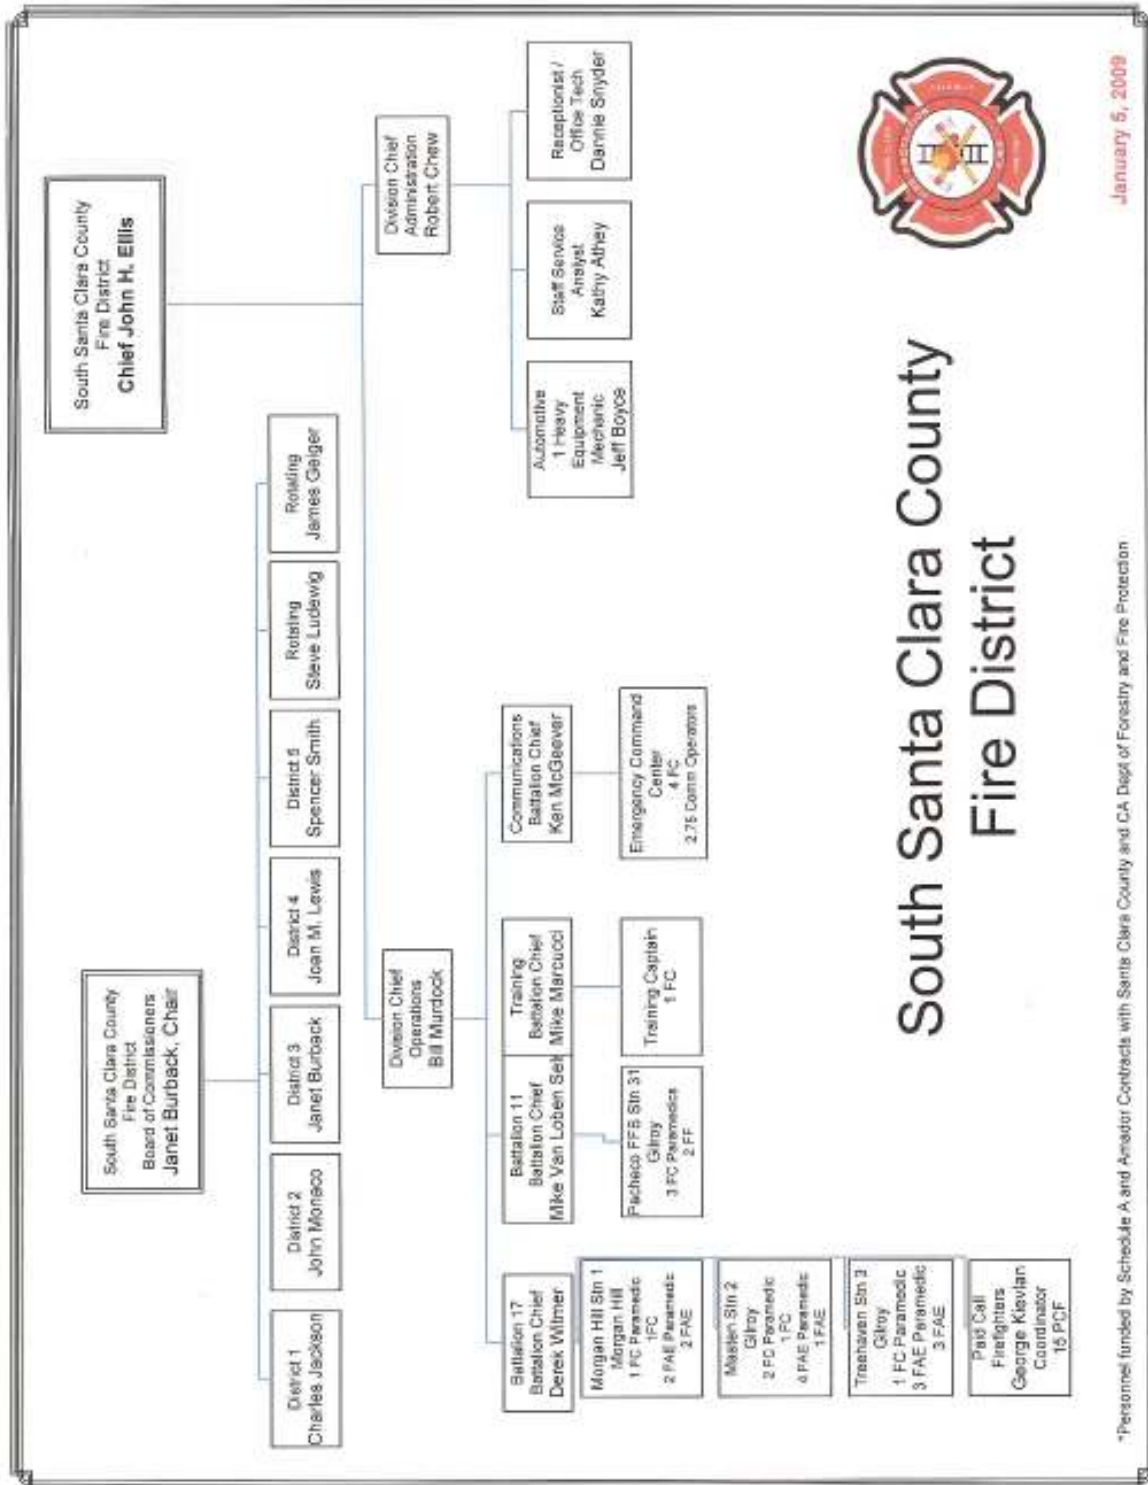 South Santa Clara County
Fire District
Board of Commissioners
Janet Burback, Chair
South Santa Clara County
Fire District
Chief John H. Ellis
District 1
Charles Jackson
District 2
John Monaco
District 3
Janet Burback
District 4
Joan M. Lewis
District 5
Spencer Smith
Rotating
Steve Ludewig
Rotating
James Geiger
Division Chief
Operations
Bill Murdock
Division Chief
Administration
Robert Chew
Battalion 17
Battalion Chief
Derek Witmer
Battalion 11
Battalion Chief
Mike Van Loben Sels
Training
Battalion Chief
Mike Marcucci
Communications
Battalion Chief
Ken McGeever
Automotive
1 Heavy
Equipment
Mechanic
Jeff Boyce
Staff Service
Analyst
Kathy Athey
Receptionist /
Office Tech
Dannie Snyder
Morgan Hill Stn 1
Morgan Hill
1 FC Paramedic
1FC
2 FAE Paramedic
2 FAE
Pacheco FFS Stn 31
Gilroy
3 FC Paramedics
2 FF
Training Captain
1 FC
Emergency Command
Center
4 FC
2.75 Comm Operators
Masten Stn 2
Gilroy
2 FC Paramedic
1 FC
4 FAE Paramedic
1 FAE
Treehaven Stn 3
Gilroy
1 FC Paramedic
3 FAE Paramedic
3 FAE
Paid Call
Firefighters
George Kievlan
Coordinator
15 PCF
South Santa Clara County
Fire District
*Personnel funded by Schedule A and Amador Contracts with Santa Clara County and CA Dept of Forestry and Fire Protection
January 5, 2009